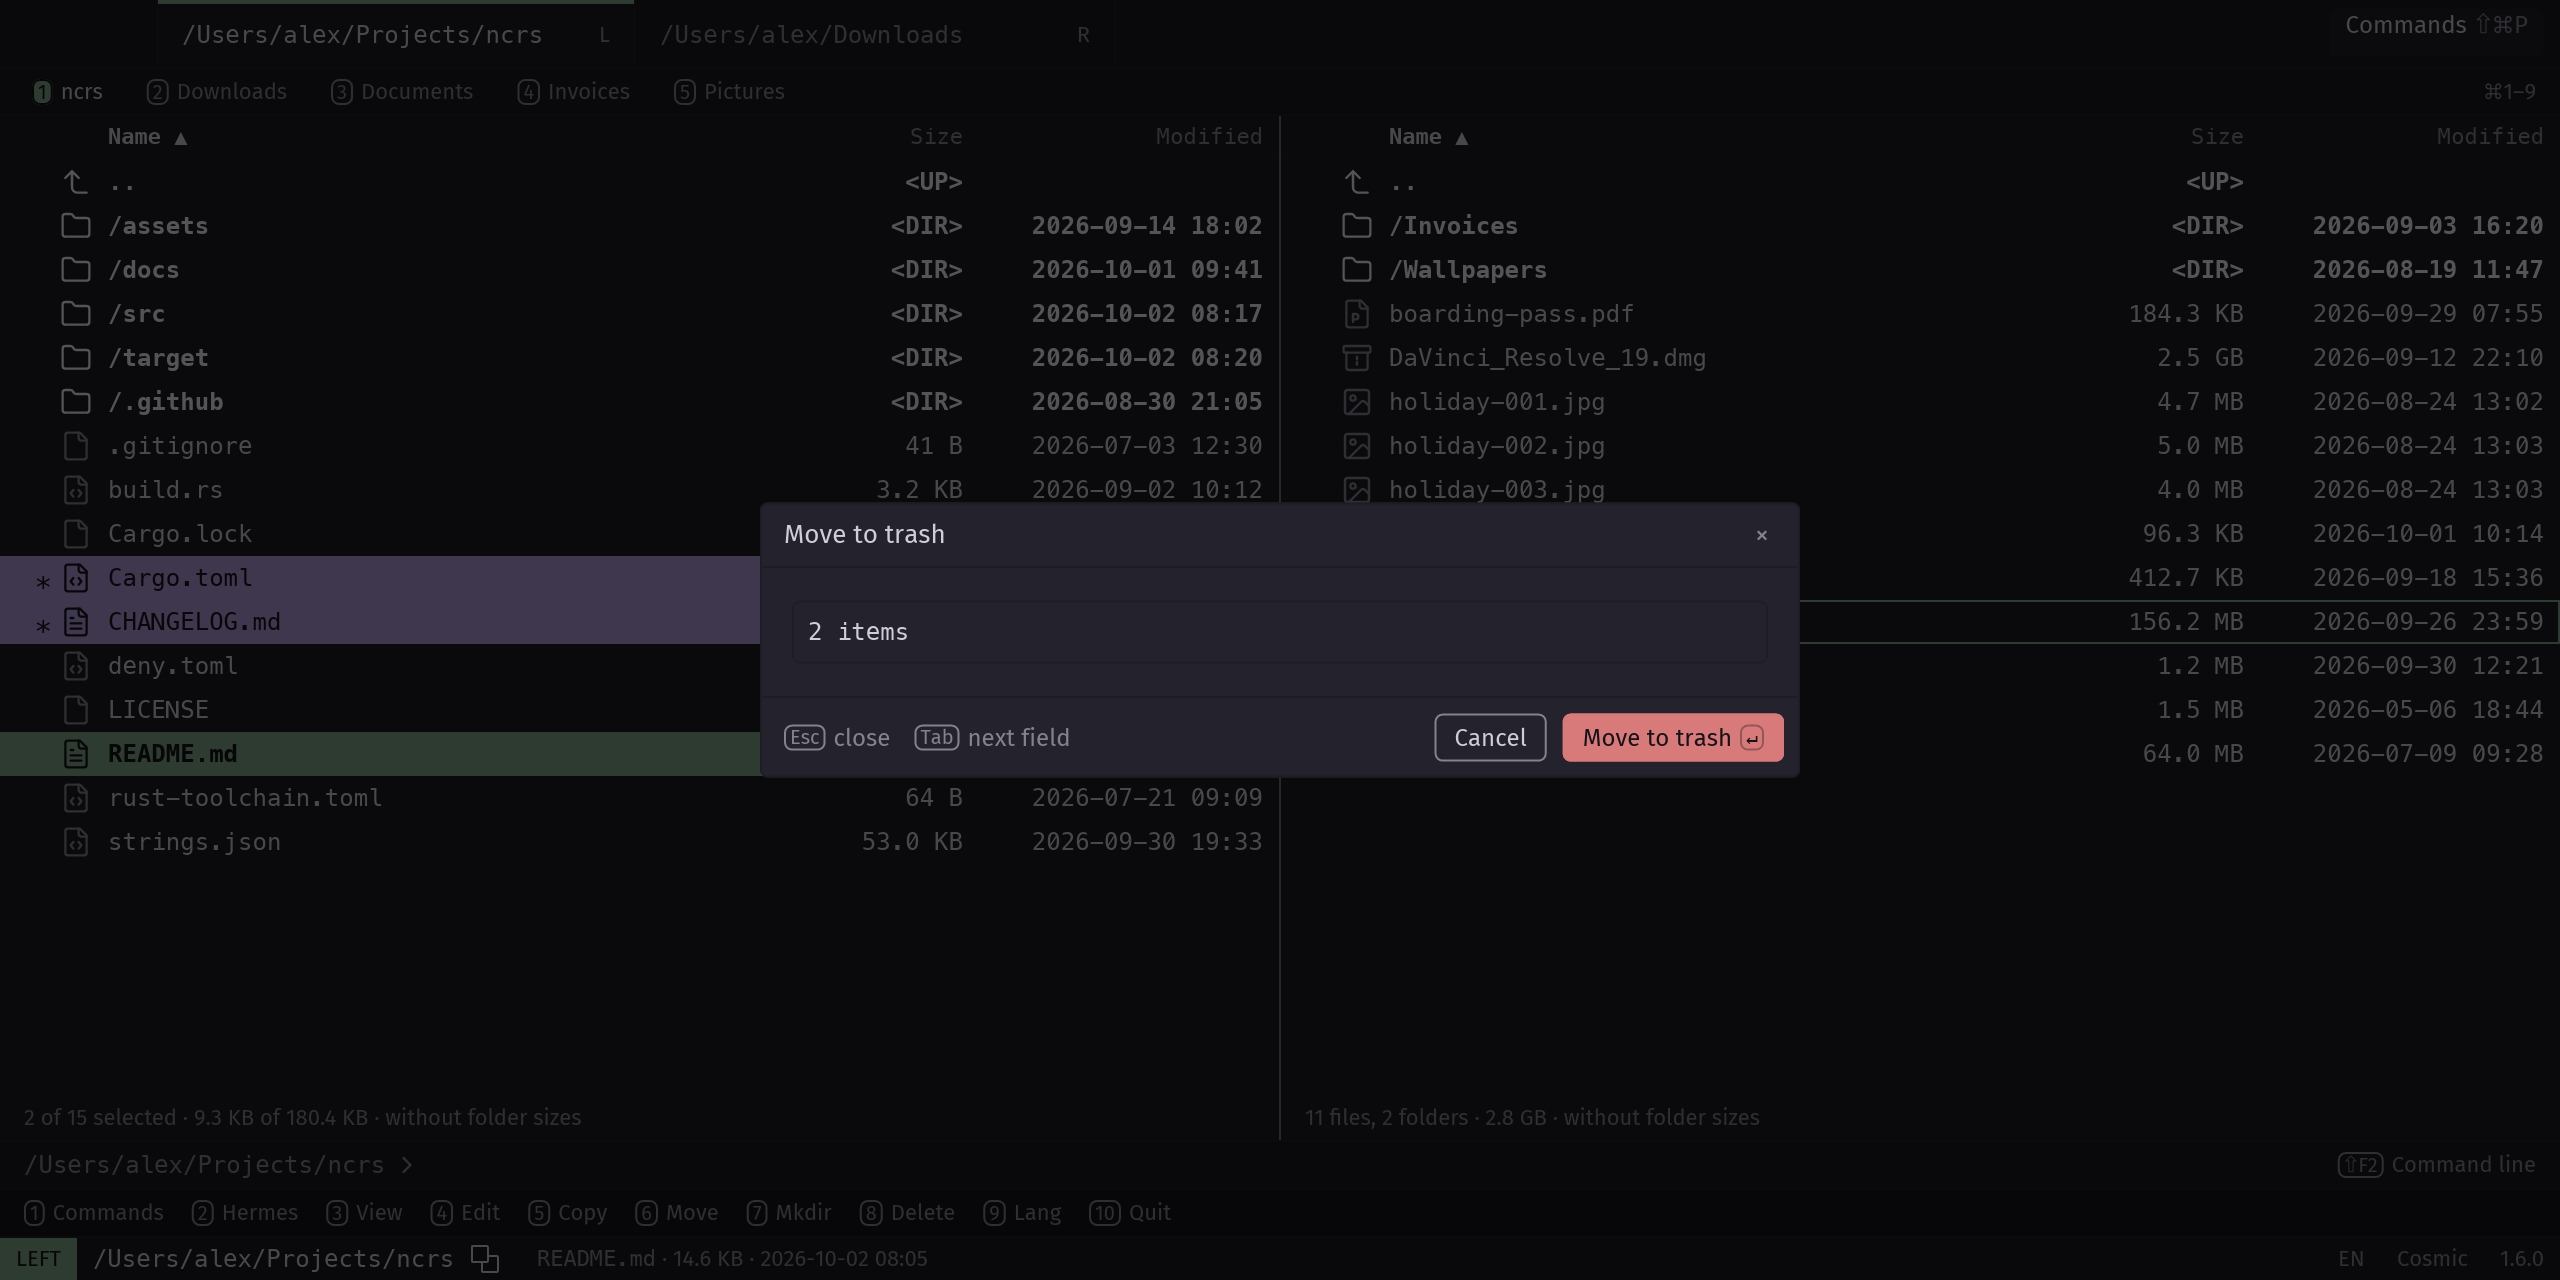 /Users/alex/Projects/ncrs L /Users/alex/Downloads R Commands ⇧⌘P
1 ncrs 2 Downloads 3 Documents 4 Invoices 5 Pictures ⌘1–9
Name ▲ Size Modified
.. <UP>
/assets <DIR> 2026-09-14 18:02
/docs <DIR> 2026-10-01 09:41
/src <DIR> 2026-10-02 08:17
/target <DIR> 2026-10-02 08:20
/.github <DIR> 2026-08-30 21:05
.gitignore 41 B 2026-07-03 12:30
build.rs 3.2 KB 2026-09-02 10:12
Cargo.lock
* Cargo.toml
* CHANGELOG.md
deny.toml
LICENSE
README.md
rust-toolchain.toml 64 B 2026-07-21 09:09
strings.json 53.0 KB 2026-09-30 19:33
2 of 15 selected · 9.3 KB of 180.4 KB · without folder sizes
Name ▲ Size Modified
.. <UP>
/Invoices <DIR> 2026-09-03 16:20
/Wallpapers <DIR> 2026-08-19 11:47
boarding-pass.pdf 184.3 KB 2026-09-29 07:55
DaVinci_Resolve_19.dmg 2.5 GB 2026-09-12 22:10
holiday-001.jpg 4.7 MB 2026-08-24 13:02
holiday-002.jpg 5.0 MB 2026-08-24 13:03
holiday-003.jpg 4.0 MB 2026-08-24 13:03
96.3 KB 2026-10-01 10:14
412.7 KB 2026-09-18 15:36
156.2 MB 2026-09-26 23:59
1.2 MB 2026-09-30 12:21
1.5 MB 2026-05-06 18:44
64.0 MB 2026-07-09 09:28
11 files, 2 folders · 2.8 GB · without folder sizes
Move to trash ×
2 items
Esc close Tab next field Cancel Move to trash ↵
/Users/alex/Projects/ncrs > ⇧F2 Command line
1 Commands 2 Hermes 3 View 4 Edit 5 Copy 6 Move 7 Mkdir 8 Delete 9 Lang 10 Quit
LEFT /Users/alex/Projects/ncrs README.md · 14.6 KB · 2026-10-02 08:05 EN Cosmic 1.6.0